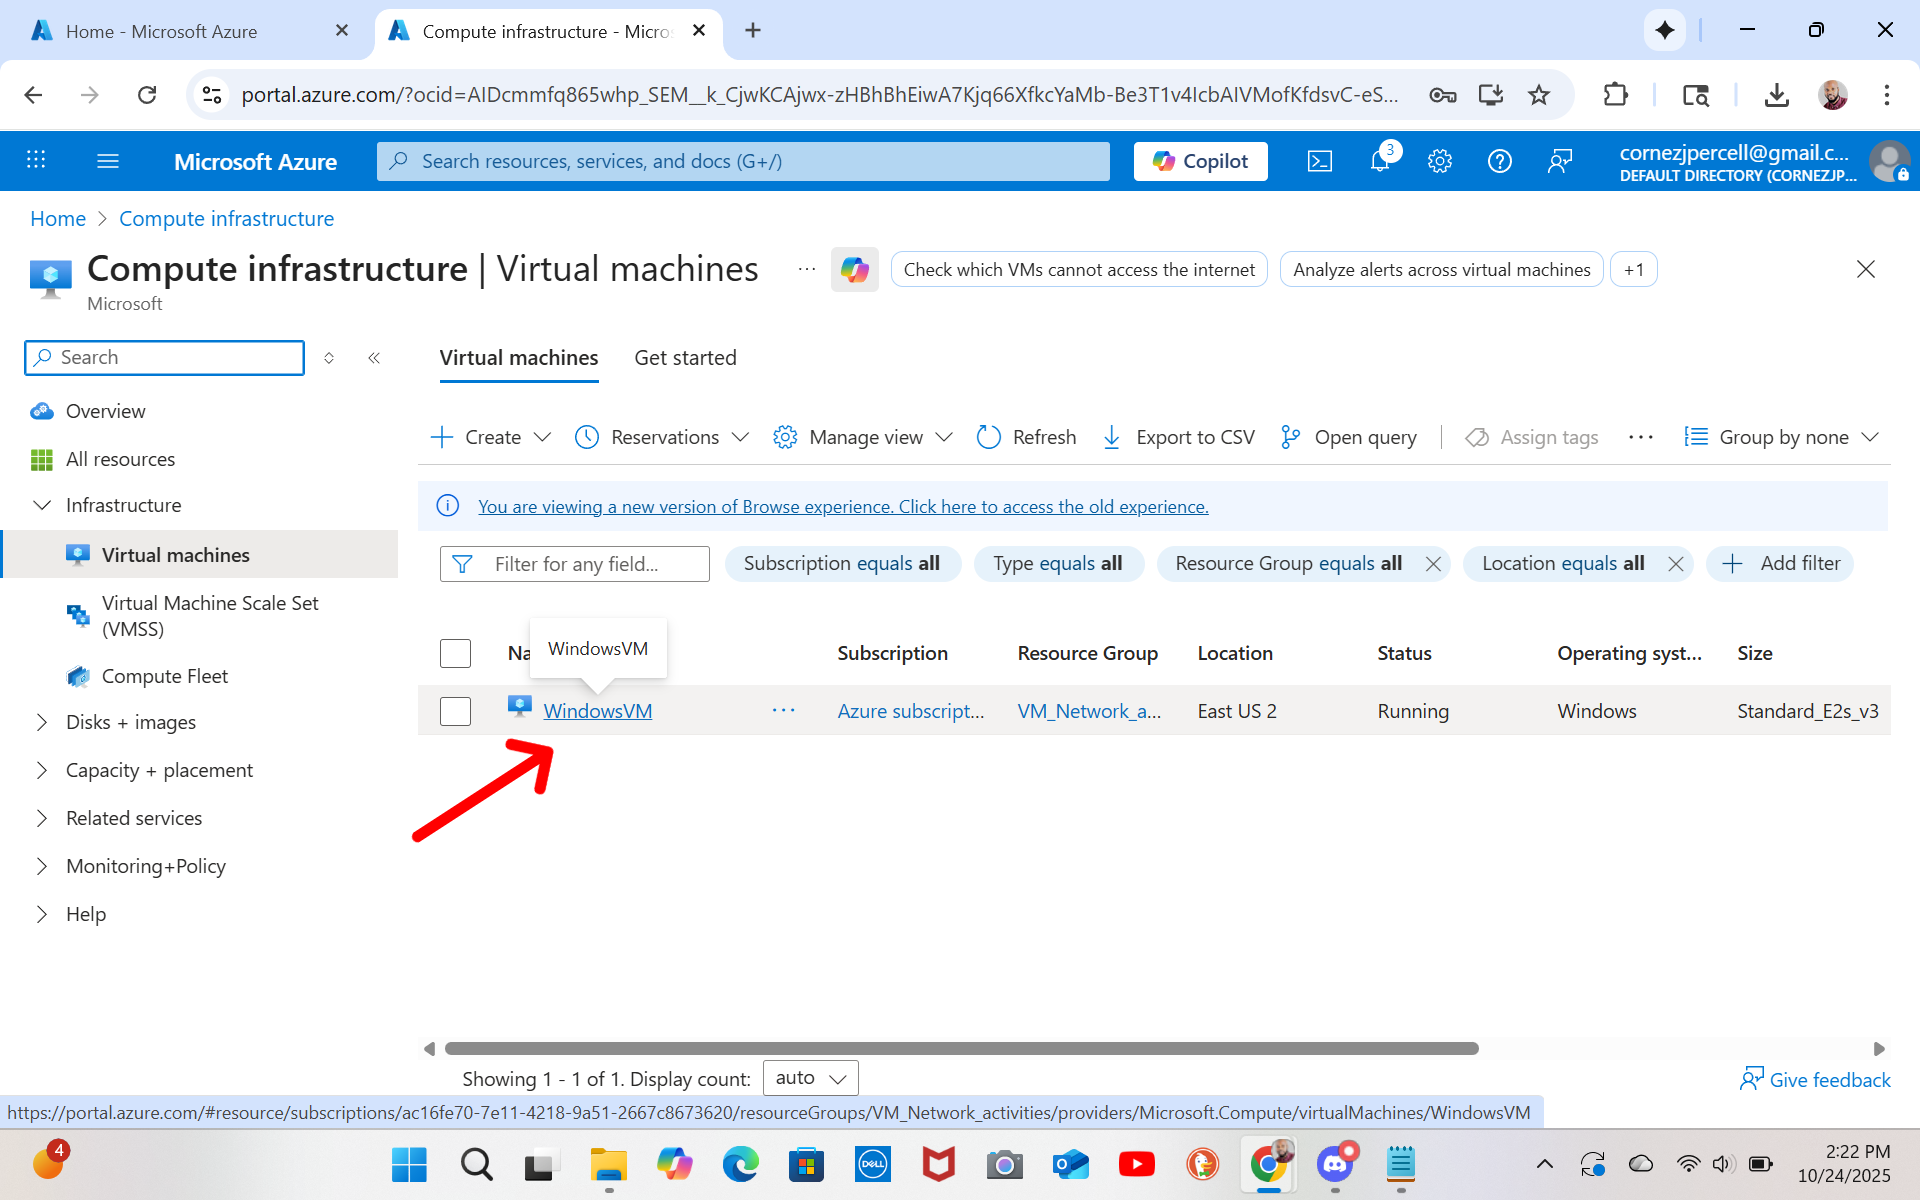 Home - Microsoft Azure
Compute infrastructure - Micros
portal.azure.com/?ocid=AIDcmmfq865whp_SEM__k_CjwKCAjwx-zHBhBhEiwA7Kjq66XfkcYaMb-Be3T1v4IcbAIVMofKfdsvC-eS...
Microsoft Azure
Search resources, services, and docs (G+/)
Copilot
3
cornezjpercell@gmail.c...
DEFAULT DIRECTORY (CORNEZJP...
Home > Compute infrastructure
Compute infrastructure | Virtual machines
...
Check which VMs cannot access the internet
Analyze alerts across virtual machines
+1
Microsoft
Search
Virtual machines
Get started
Overview
All resources
Infrastructure
Virtual machines
Virtual Machine Scale Set
(VMSS)
Compute Fleet
Disks + images
Capacity + placement
Related services
Monitoring+Policy
Help
Create
Reservations
Manage view
Refresh
Export to CSV
Open query
Assign tags
...
Group by none
You are viewing a new version of Browse experience. Click here to access the old experience.
Filter for any field...
Subscription equals all
Type equals all
Resource Group equals all
Location equals all
Add filter
WindowsVM
Na
Subscription
Resource Group
Location
Status
Operating syst...
Size
WindowsVM
...
Azure subscript...
VM_Network_a...
East US 2
Running
Windows
Standard_E2s_v3
Showing 1 - 1 of 1. Display count:
auto
Give feedback
https://portal.azure.com/#resource/subscriptions/ac16fe70-7e11-4218-9a51-2667c8673620/resourceGroups/VM_Network_activities/providers/Microsoft.Compute/virtualMachines/WindowsVM
4
DELL
2:22 PM
10/24/2025